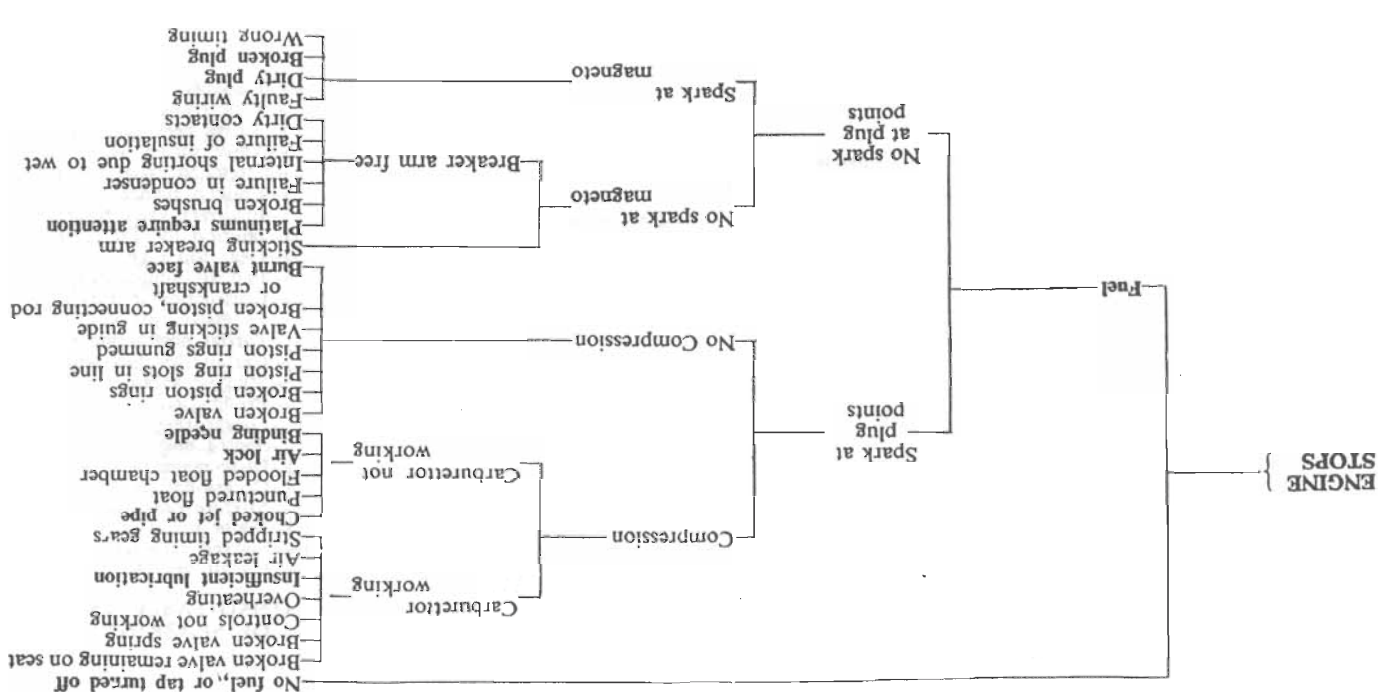 ENGINE
STOPS
No fuel, or tap turned off
Fuel
Spark at
plug
points
Compression
Carburettor
working
Broken valve remaining on seat
Broken valve spring
Controls not working
Overheating
Insufficient lubrication
Air leakage
Stripped timing gears
Carburettor not
working
Choked jet or pipe
Punctured float
Flooded float chamber
Air lock
Binding needle
No Compression
Broken valve
Broken piston rings
Piston ring slots in line
Piston rings gummed
Valve sticking in guide
Broken piston, connecting rod
or crankshaft
Burnt valve face
No spark
at plug
points
No spark at
magneto
Sticking breaker arm
Breaker arm free
Platinums require attention
Broken brushes
Failure in condenser
Internal shorting due to wet
Failure of insulation
Dirty contacts
Spark at
magneto
Faulty wiring
Dirty plug
Broken plug
Wrong timing